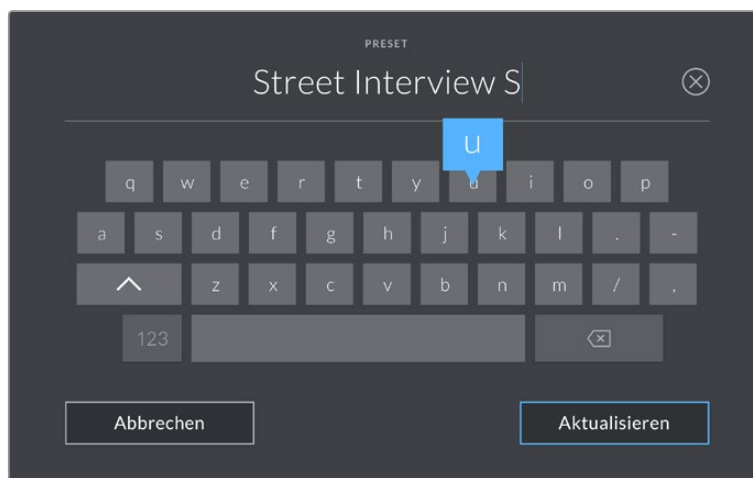 PRESET
Street Interview S
u
q w e r t y u i o p
a s d f g h j k l . -
z x c v b n m / ,
123
Abbrechen Aktualisieren